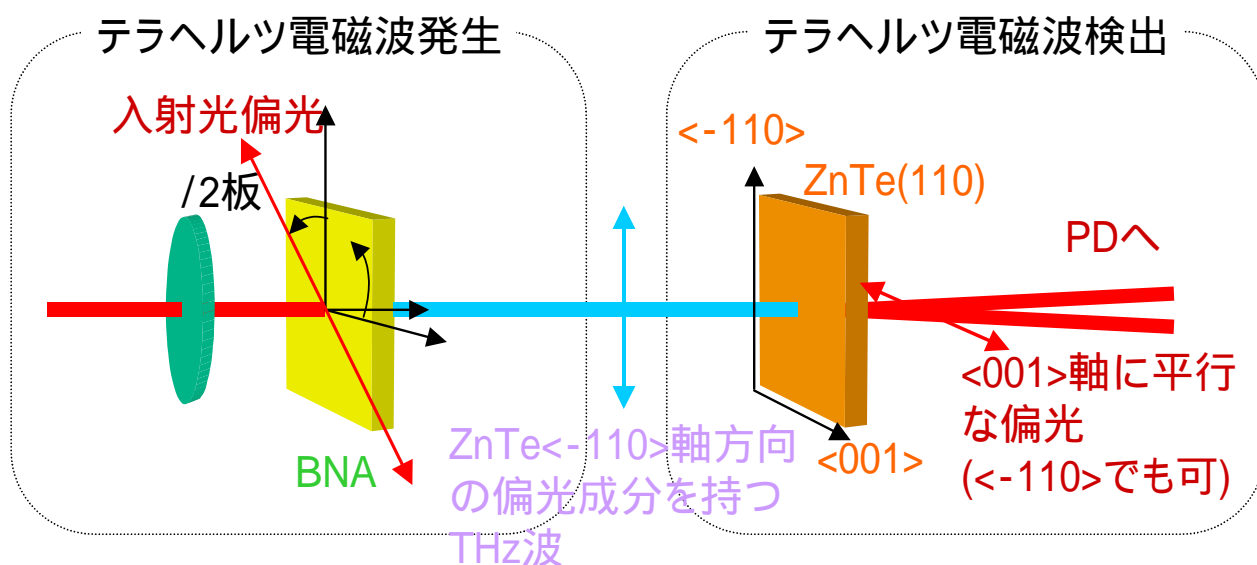 テラヘルツ電磁波発生
テラヘルツ電磁波検出
入射光偏光
/2板
BNA
<-110>
ZnTe(110)
PDへ
<001>
ZnTe<-110>軸方向
の偏光成分を持つ
THz波
<001>軸に平行
な偏光
(<-110>でも可)